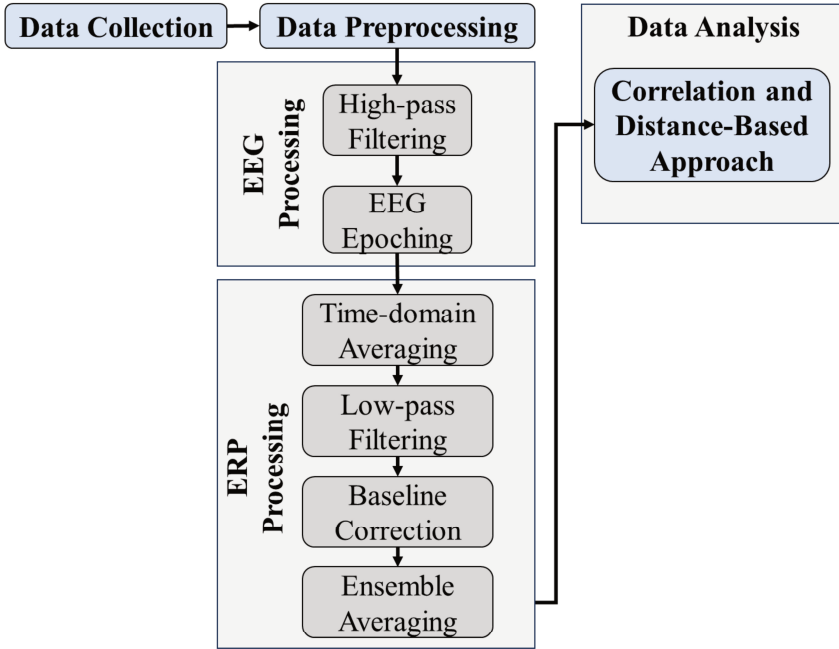 Data Collection
Data Preprocessing
EEG
Processing
High-pass
Filtering
EEG
Epoching
ERP
Processing
Time-domain
Averaging
Low-pass
Filtering
Baseline
Correction
Ensemble
Averaging
Data Analysis
Correlation and
Distance-Based
Approach